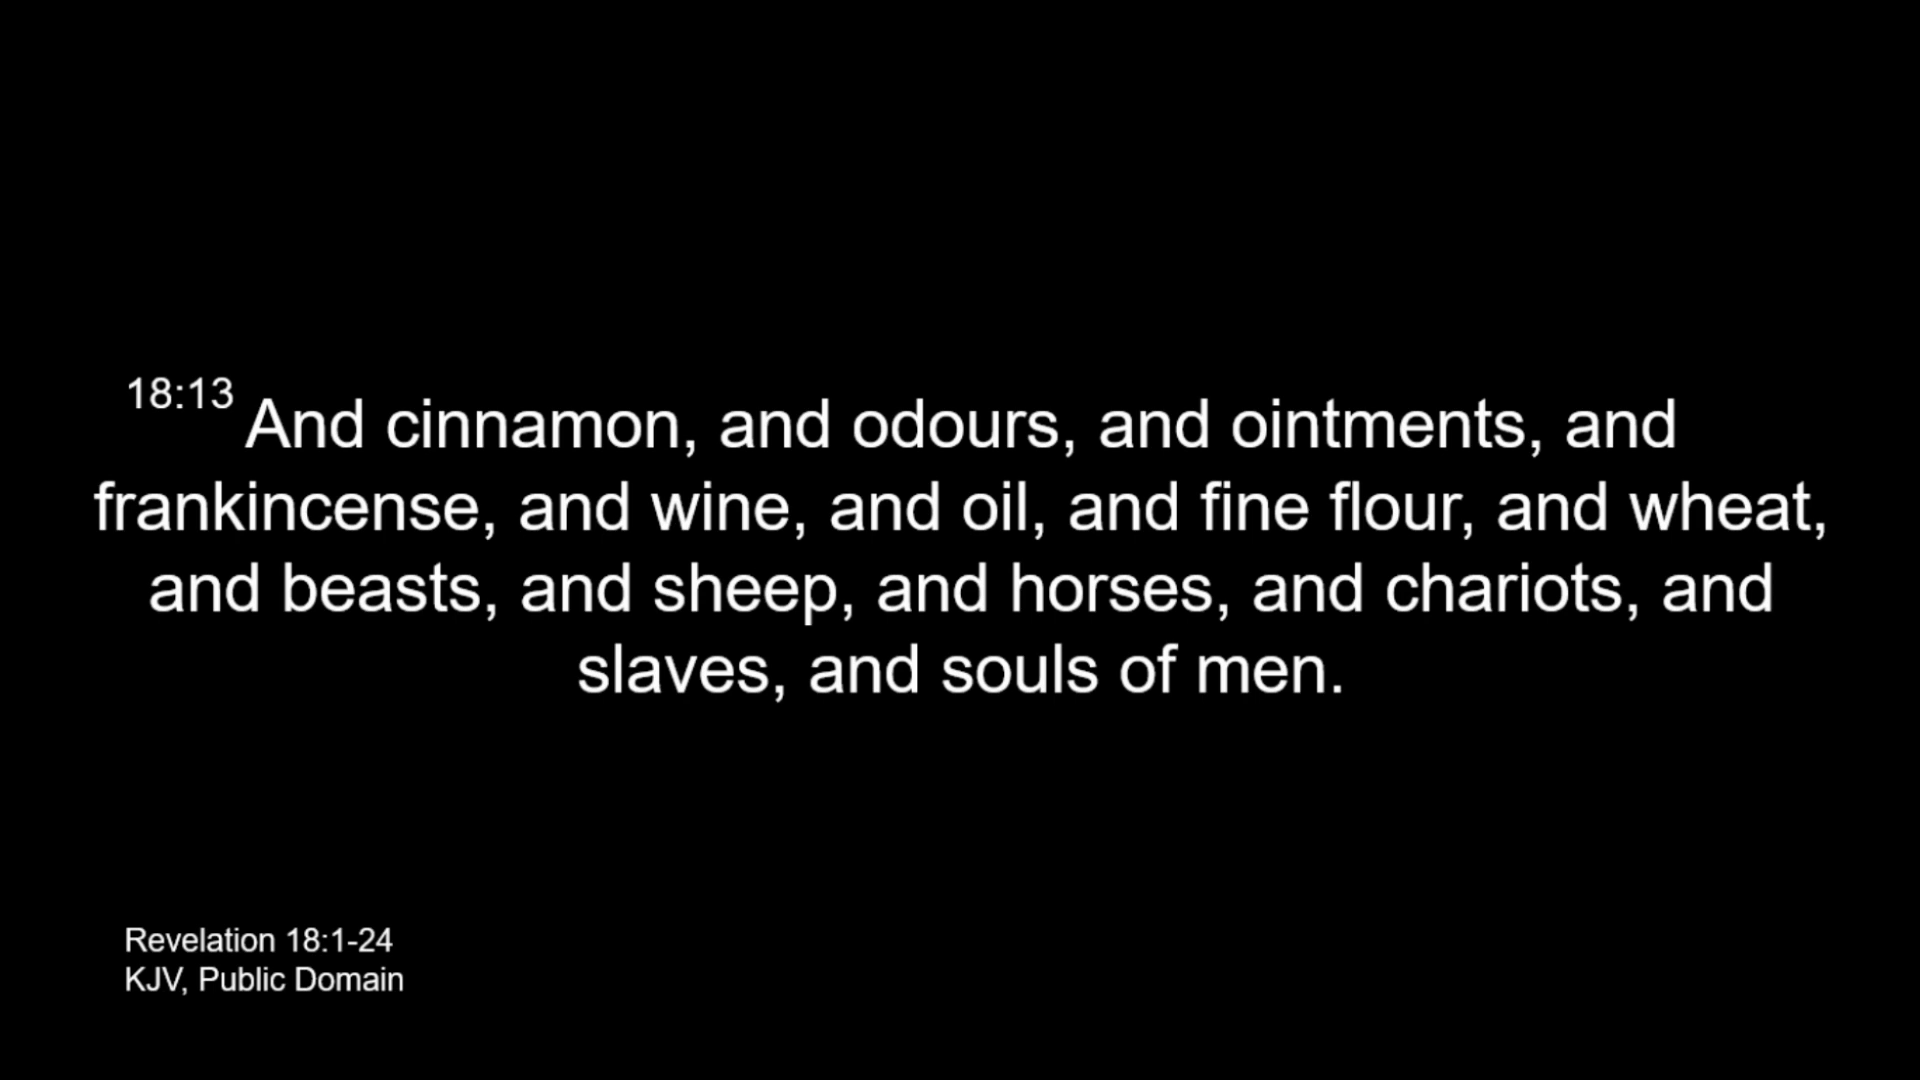 18:13 And cinnamon, and odours, and ointments, and
frankincense, and wine, and oil, and fine flour, and wheat,
and beasts, and sheep, and horses, and chariots, and
slaves, and souls of men.
Revelation 18:1-24
KJV, Public Domain